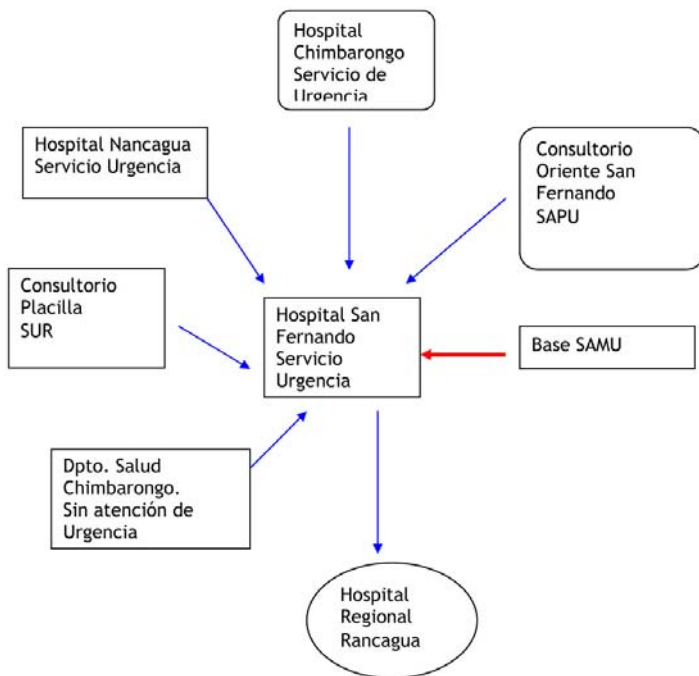 Hospital
Chimbarongo
Servicio de
Urgencia
Hospital Nancagua
Servicio Urgencia
Consultorio
Oriente San
Fernando
SAPU
Consultorio
Placilla
SUR
Hospital San
Fernando
Servicio
Urgencia
Base SAMU
Dpto. Salud
Chimbarongo.
Sin atención de
Urgencia
Hospital
Regional
Rancagua